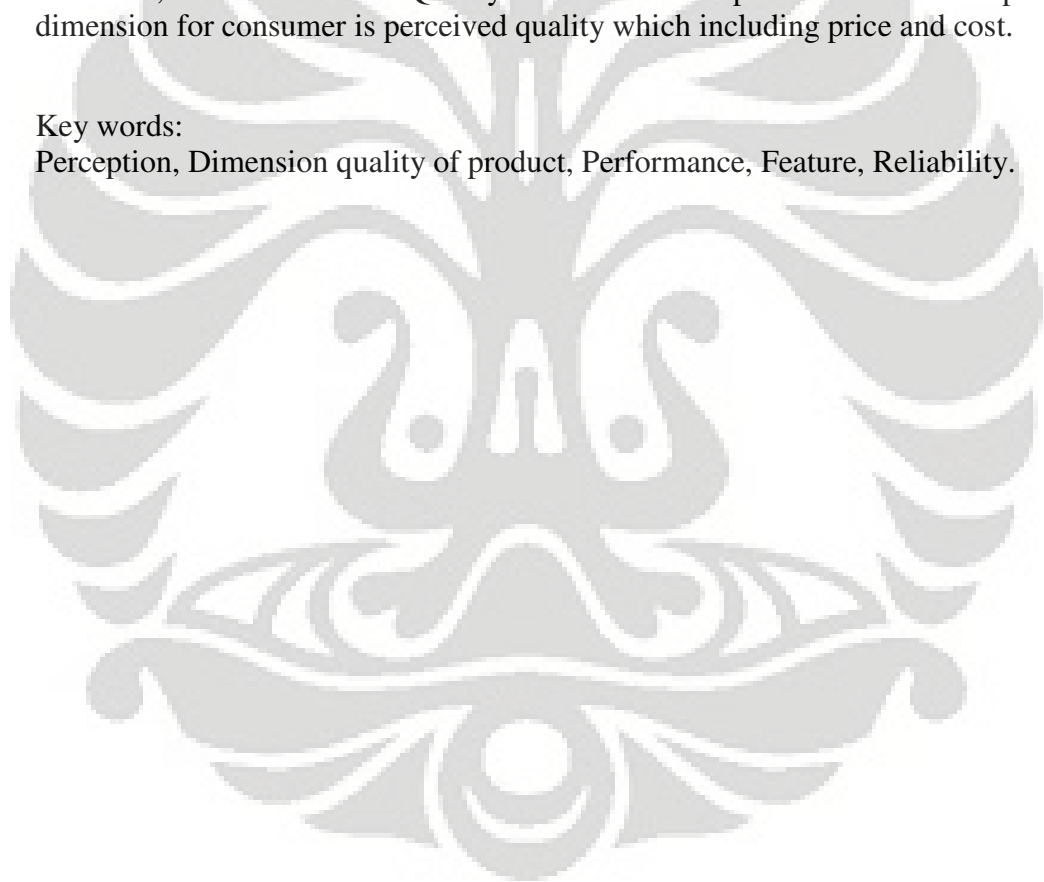 dimension for consumer is perceived quality which including price and cost.
Key words:
Perception, Dimension quality of product, Performance, Feature, Reliability.